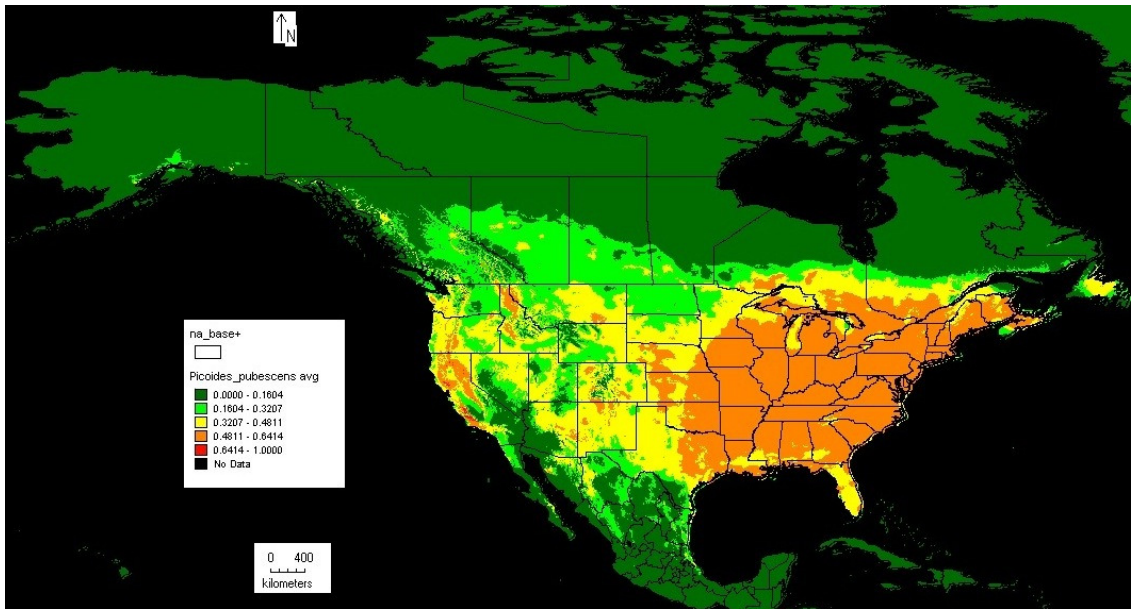 N
na_base+
Picoides_pubescens avg
0.0000 - 0.1604
0.1604 - 0.3207
0.3207 - 0.4811
0.4811 - 0.6414
0.6414 - 1.0000
No Data
0 400
kilometers